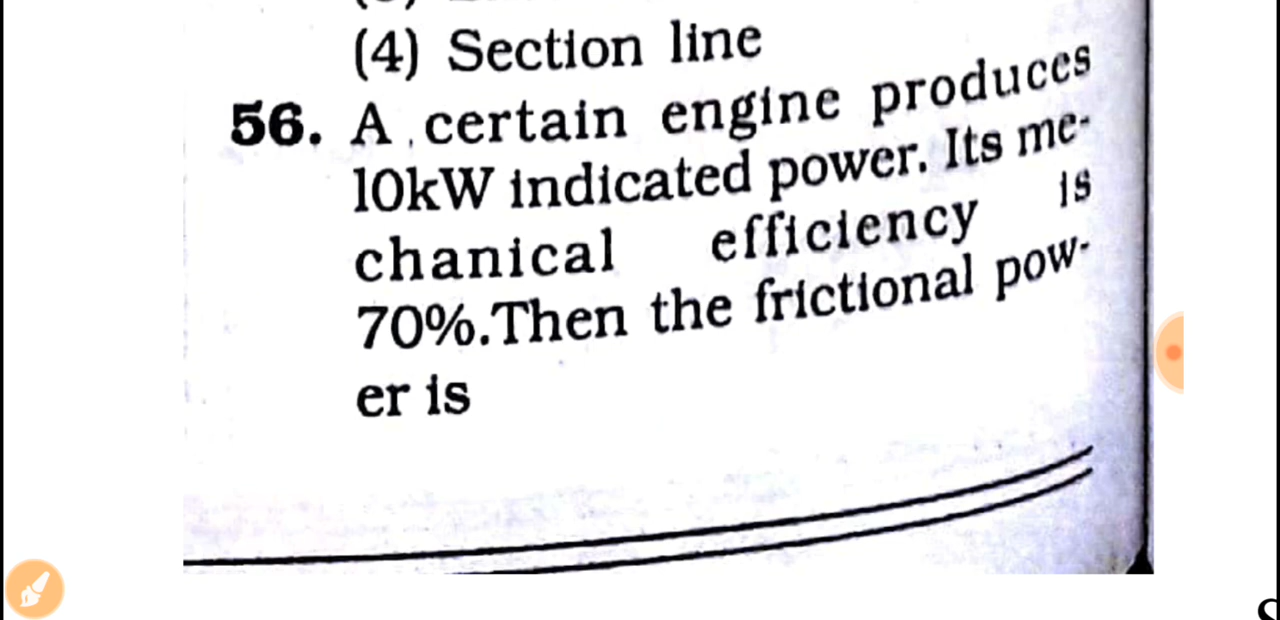 (4) Section line
56. A certain engine produces
10kW indicated power. Its me-
chanical efficiency is
70%.Then the frictional pow-
er is